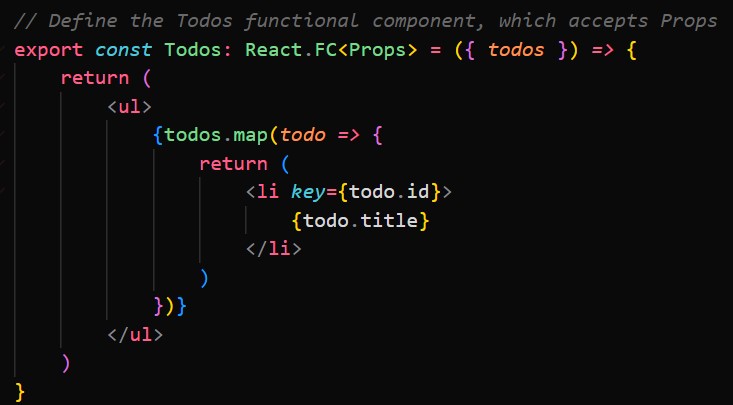 // Define the Todos functional component, which accepts Props
export const Todos: React.FC<Props> = ({ todos }) => {
    return (
        <ul>
            {todos.map(todo => {
                return (
                    <li key={todo.id}>
                        {todo.title}
                    </li>
                )
            })}
        </ul>
    )
}